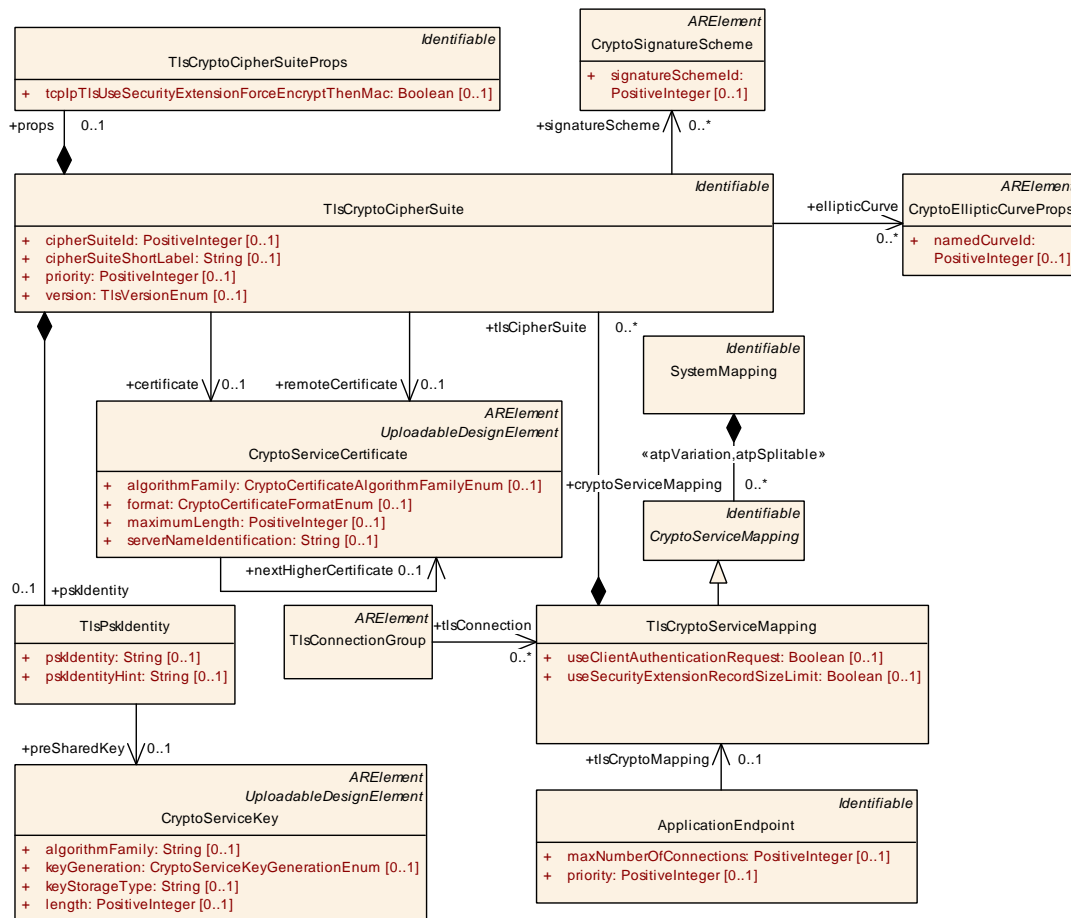 Identifiable
TlsCryptoCipherSuiteProps
+ tcpIpTlsUseSecurityExtensionForceEncryptThenMac: Boolean [0..1]
ARElement
CryptoSignatureScheme
+ signatureSchemeId:
PositiveInteger [0..1]
+props 0..1
+signatureScheme 0..*
Identifiable
TlsCryptoCipherSuite
+ cipherSuiteId: PositiveInteger [0..1]
+ cipherSuiteShortLabel: String [0..1]
+ priority: PositiveInteger [0..1]
+ version: TlsVersionEnum [0..1]
+ellipticCurve
0..*
ARElement
CryptoEllipticCurveProps
+ namedCurveId:
PositiveInteger [0..1]
+tlsCipherSuite 0..*
+certificate 0..1
+remoteCertificate 0..1
Identifiable
SystemMapping
ARElement
UploadableDesignElement
CryptoServiceCertificate
+ algorithmFamily: CryptoCertificateAlgorithmFamilyEnum [0..1]
+ format: CryptoCertificateFormatEnum [0..1]
+ maximumLength: PositiveInteger [0..1]
+ serverNameIdentification: String [0..1]
«atpVariation,atpSplitable»
+cryptoServiceMapping 0..*
Identifiable
CryptoServiceMapping
+nextHigherCertificate 0..1
0..1 +pskIdentity
TlsPskIdentity
+ pskIdentity: String [0..1]
+ pskIdentityHint: String [0..1]
ARElement
TlsConnectionGroup
+tlsConnection
0..*
TlsCryptoServiceMapping
+ useClientAuthenticationRequest: Boolean [0..1]
+ useSecurityExtensionRecordSizeLimit: Boolean [0..1]
+preSharedKey 0..1
+tlsCryptoMapping 0..1
ARElement
UploadableDesignElement
CryptoServiceKey
+ algorithmFamily: String [0..1]
+ keyGeneration: CryptoServiceKeyGenerationEnum [0..1]
+ keyStorageType: String [0..1]
+ length: PositiveInteger [0..1]
Identifiable
ApplicationEndpoint
+ maxNumberOfConnections: PositiveInteger [0..1]
+ priority: PositiveInteger [0..1]